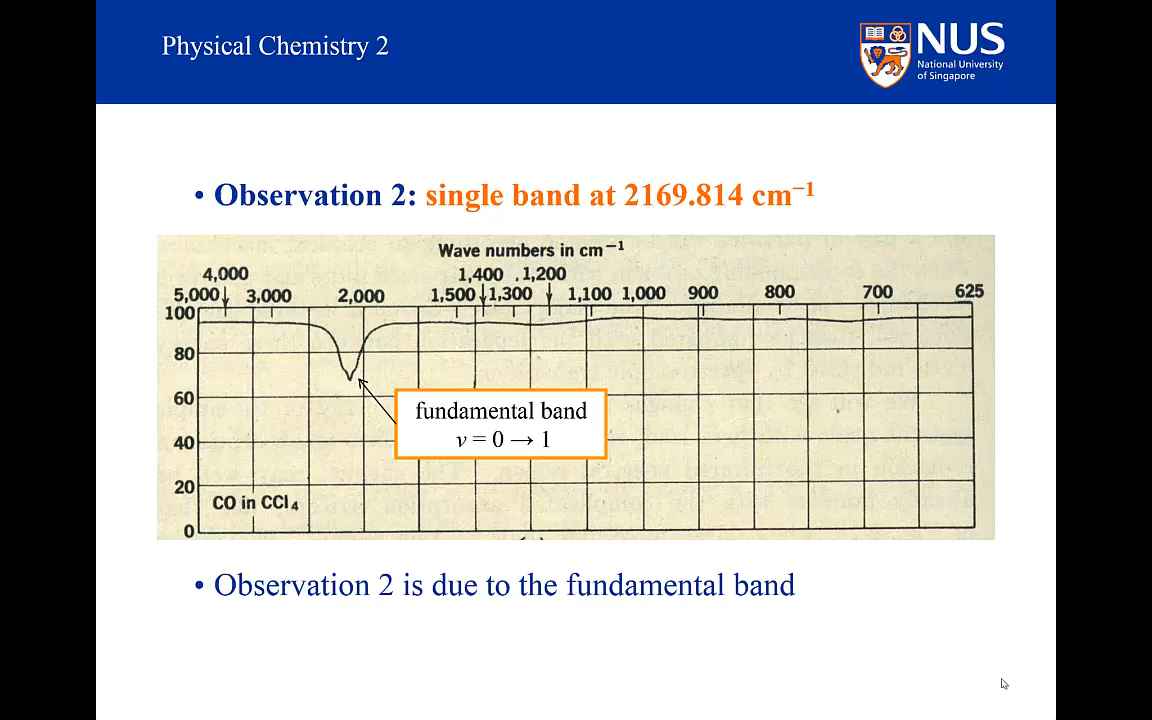 Physical Chemistry 2
NUS
National University
of Singapore
• Observation 2: single band at 2169.814 cm⁻¹
Wave numbers in cm⁻¹
4,000 1,400 1,200
5,000 3,000 2,000 1,500 1,300 1,100 1,000 900 800 700 625
100
80
60
fundamental band
v = 0 → 1
40
20
CO in CCl₄
0
• Observation 2 is due to the fundamental band